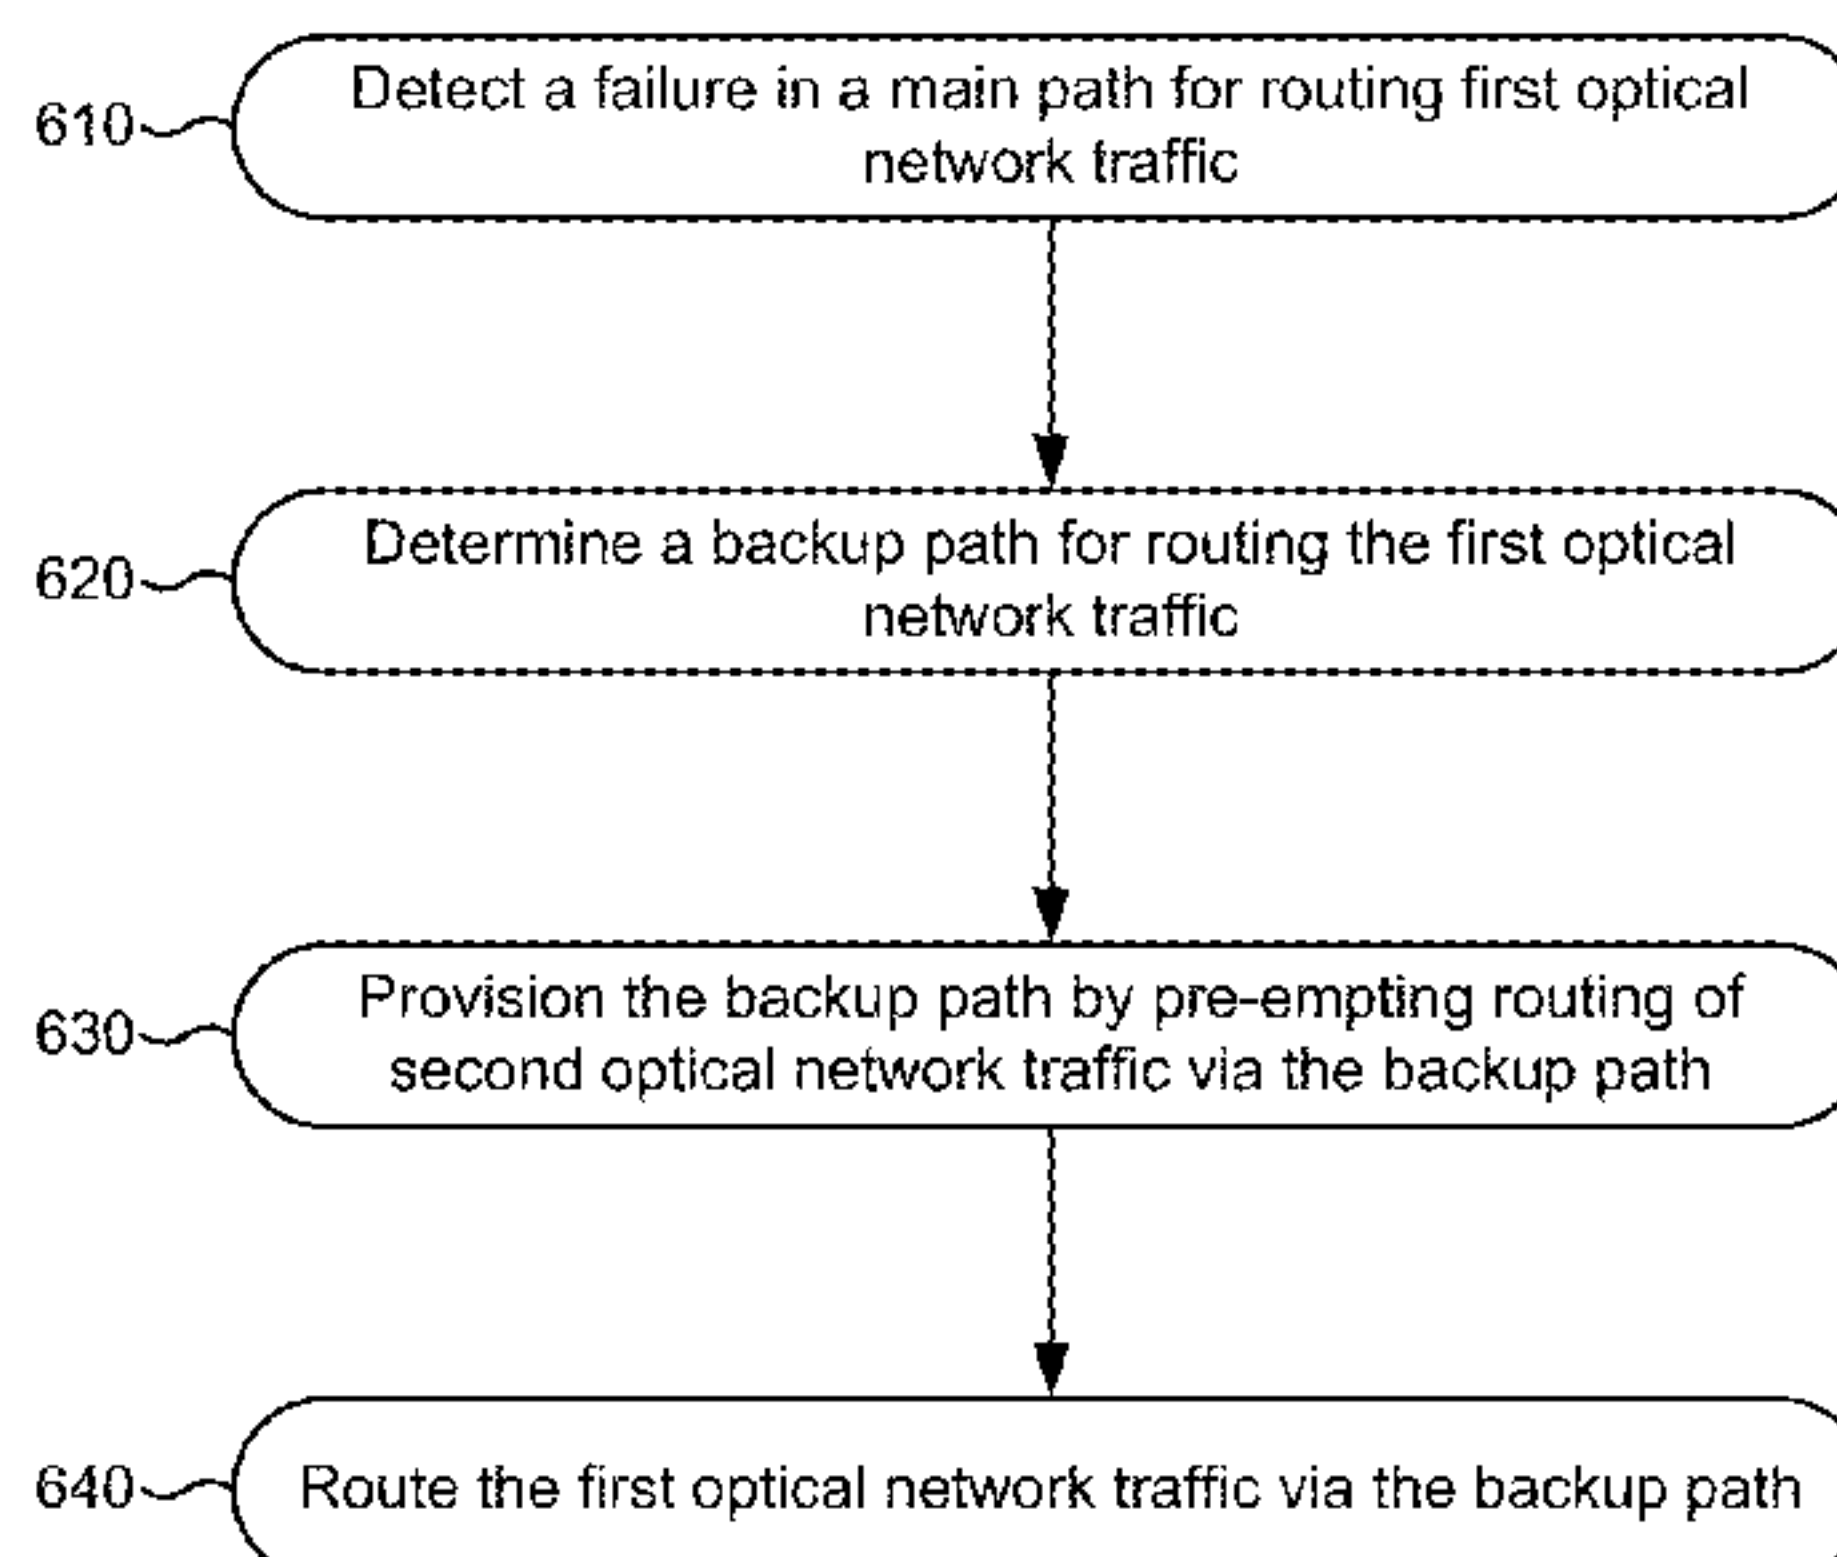 610
Detect a failure in a main path for routing first optical
network traffic
620
Determine a backup path for routing the first optical
network traffic
630
Provision the backup path by pre-empting routing of
second optical network traffic via the backup path
640
Route the first optical network traffic via the backup path